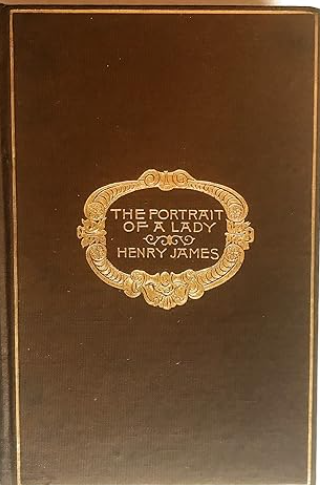 THE PORTRAIT
OF A LADY
HENRY JAMES